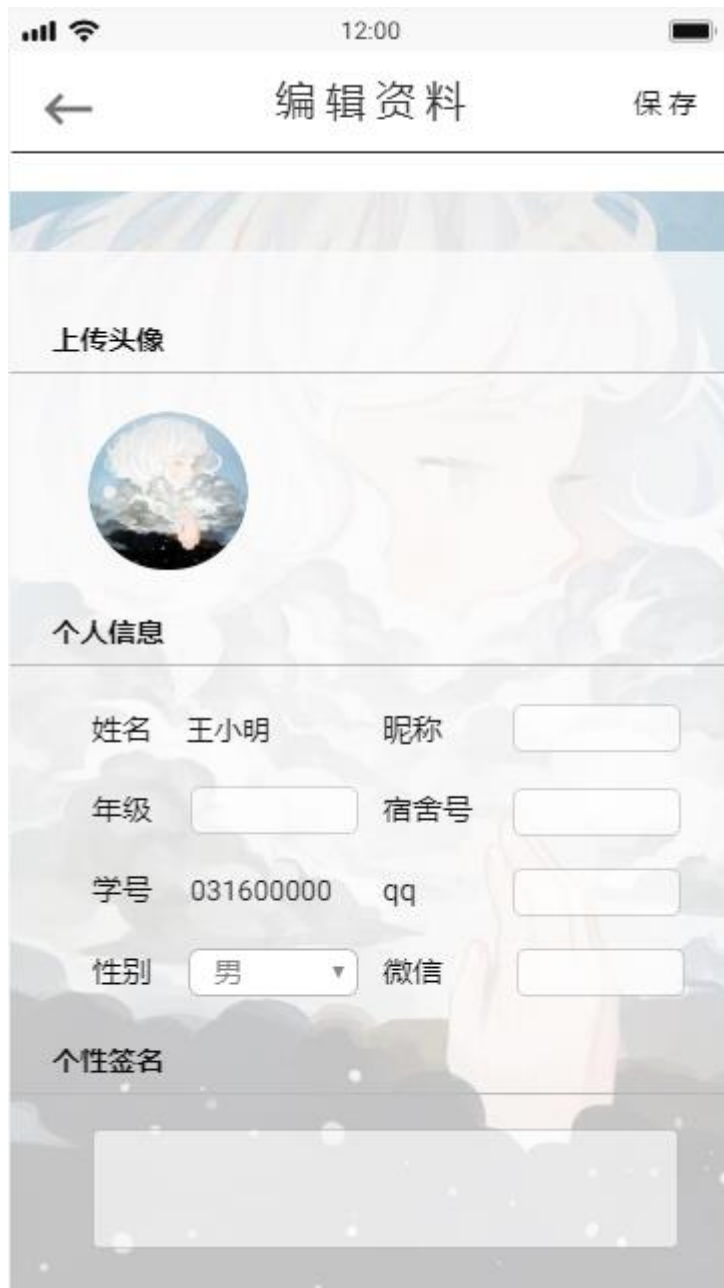 12:00
编辑资料 保存
上传头像
个人信息
姓名 王小明 昵称
年级 宿舍号
学号 031600000 qq
性别 男 微信
个性签名